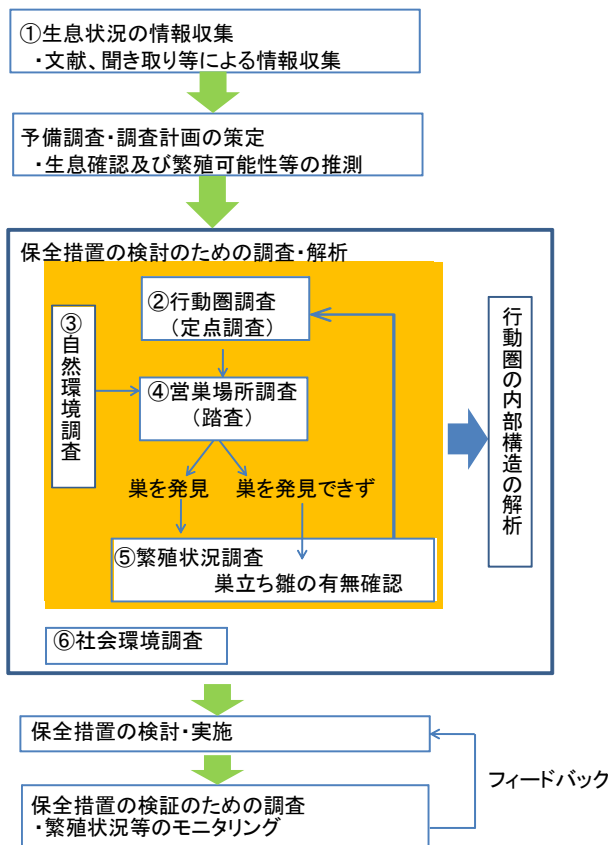 ①生息状況の情報収集
・文献、聞き取り等による情報収集
予備調査・調査計画の策定
・生息確認及び繁殖可能性等の推測
保全措置の検討のための調査・解析
②行動圏調査
（定点調査）
③自然環境調査
④営巣場所調査
（踏査）
巣を発見
巣を発見できず
⑤繁殖状況調査
巣立ち雛の有無確認
行動圏の内部構造の解析
⑥社会環境調査
保全措置の検討・実施
フィードバック
保全措置の検証のための調査
・繁殖状況等のモニタリング